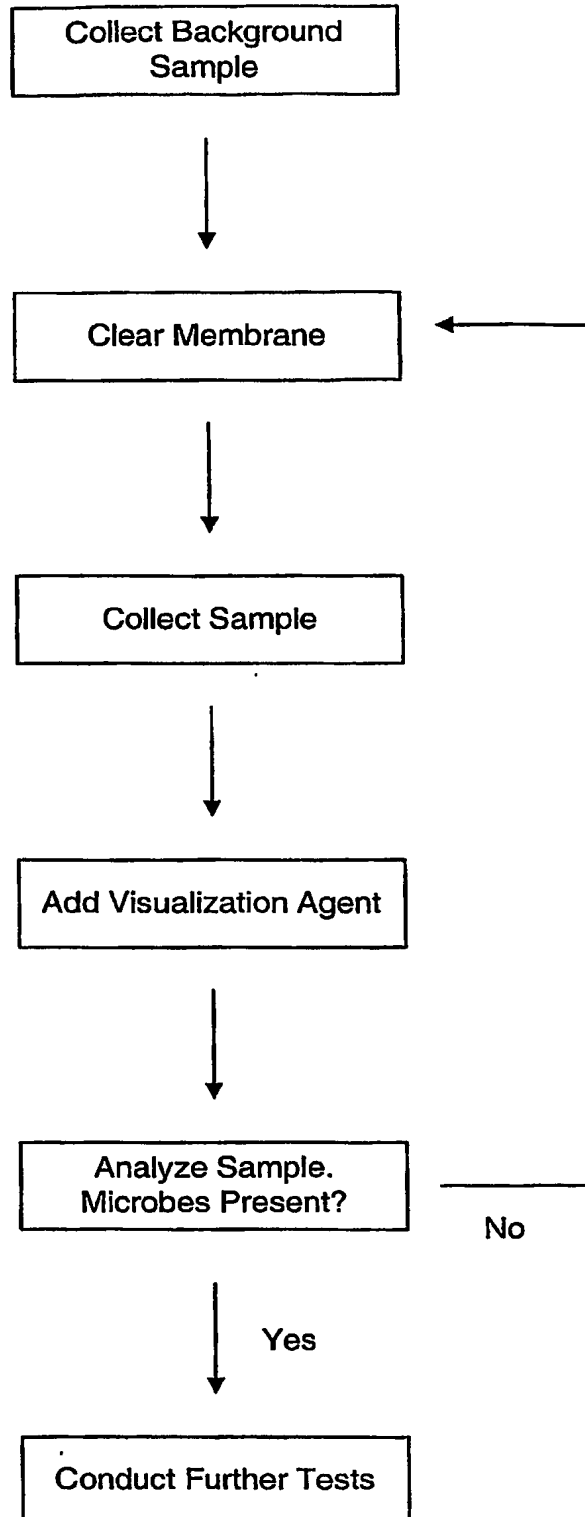 Collect Background
Sample
Clear Membrane
Collect Sample
Add Visualization Agent
Analyze Sample.
Microbes Present?
No
Yes
Conduct Further Tests